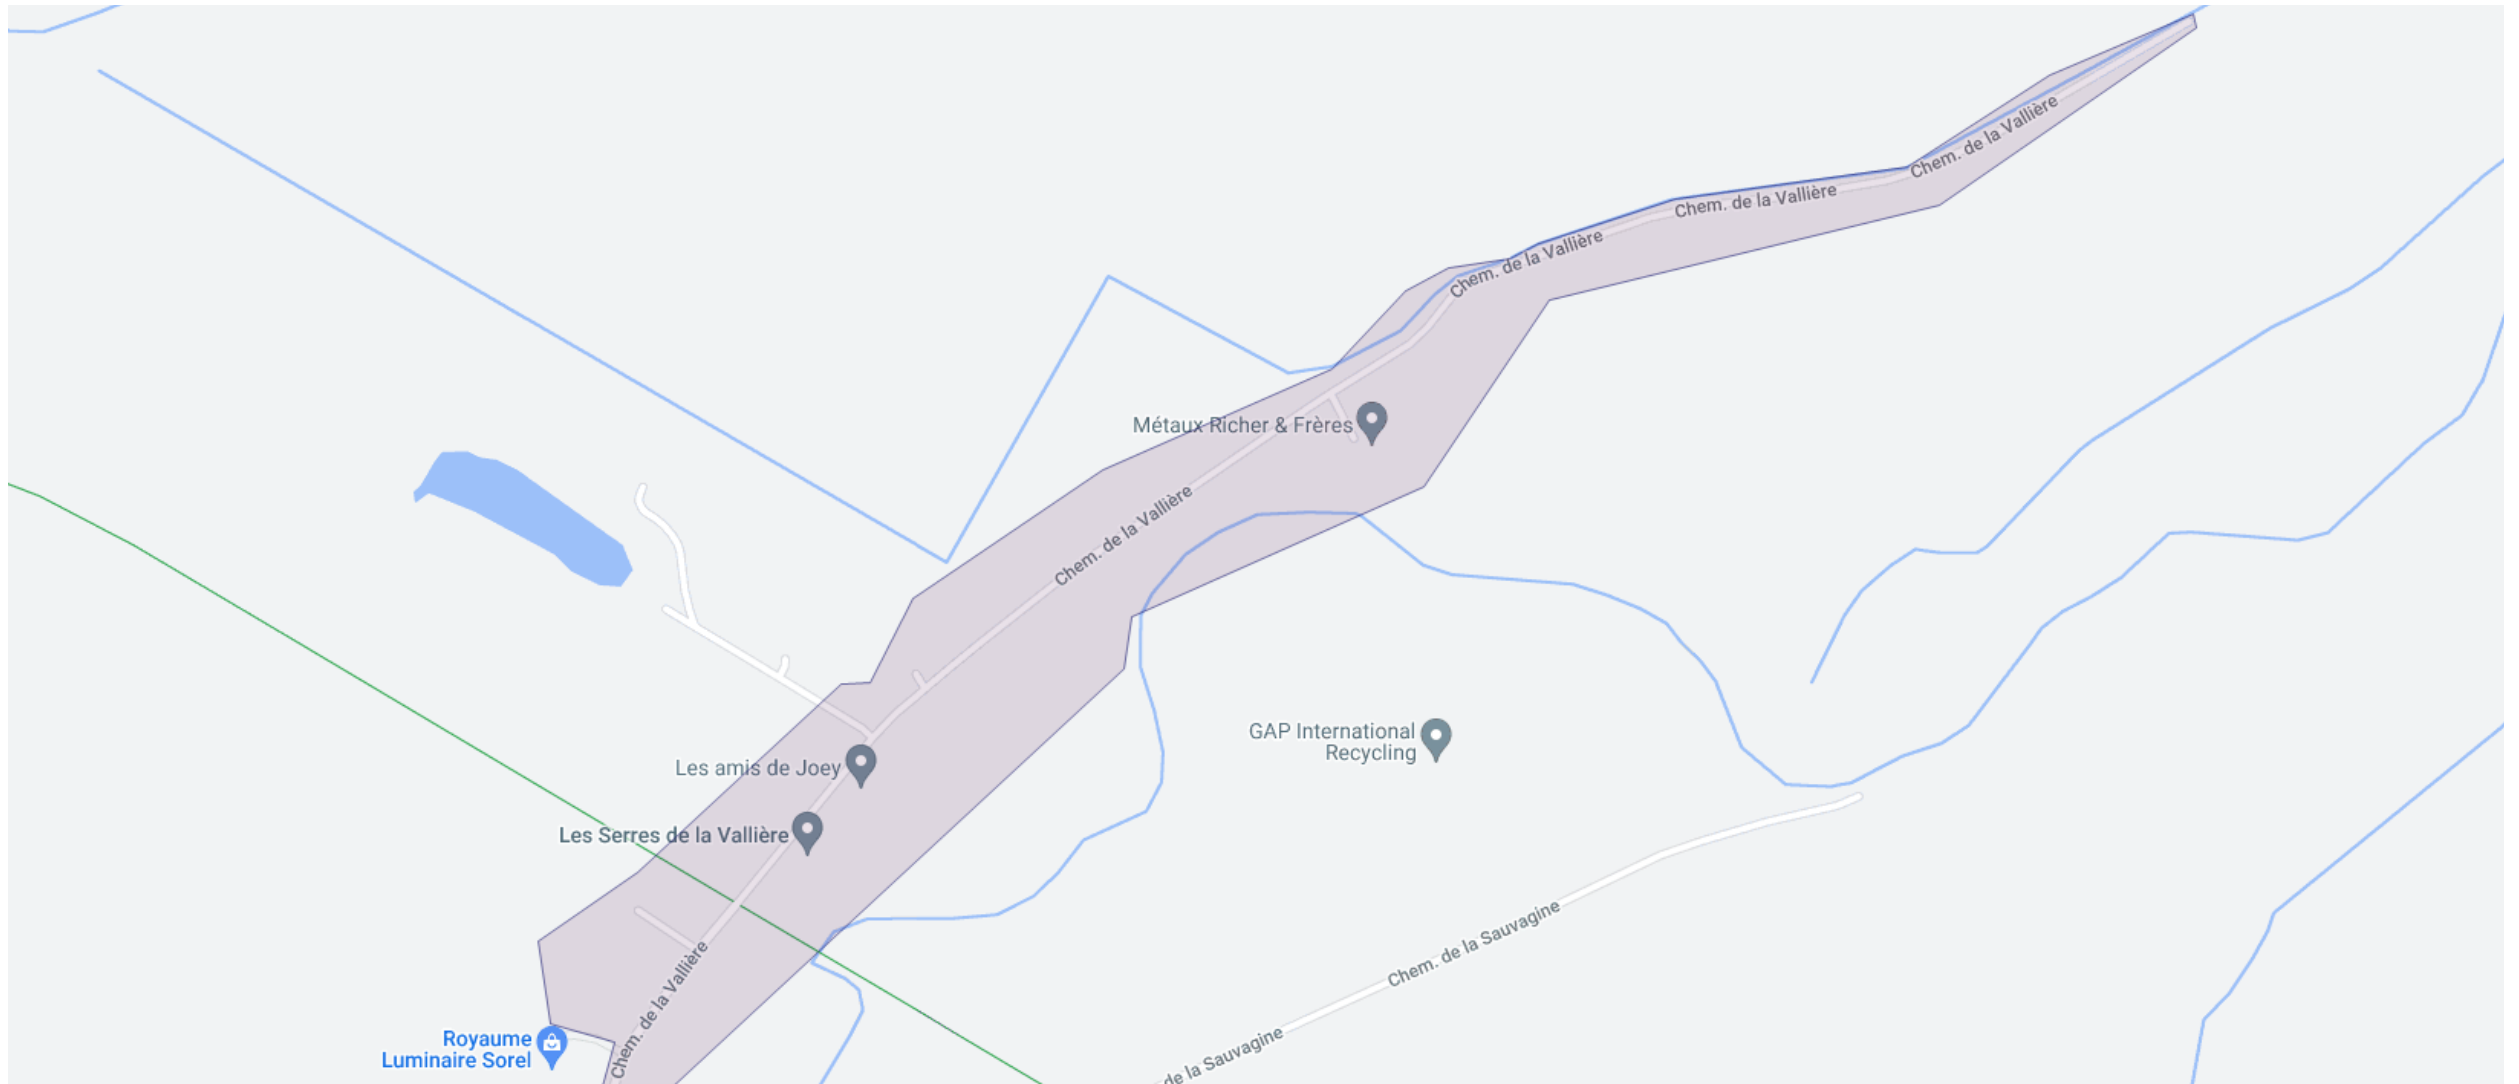 Chem. de la Vallière
Chem. de la Vallière
Chem. de la Vallière
Chem. de la Vallière
Métaux Richer & Frères
Chem. de la Vallière
GAP International
Recycling
Les amis de Joey
Les Serres de la Vallière
Chem. de la Sauvagine
Chem. de la Vallière
Royaume
Luminaire Sorel
de la Sauvagine